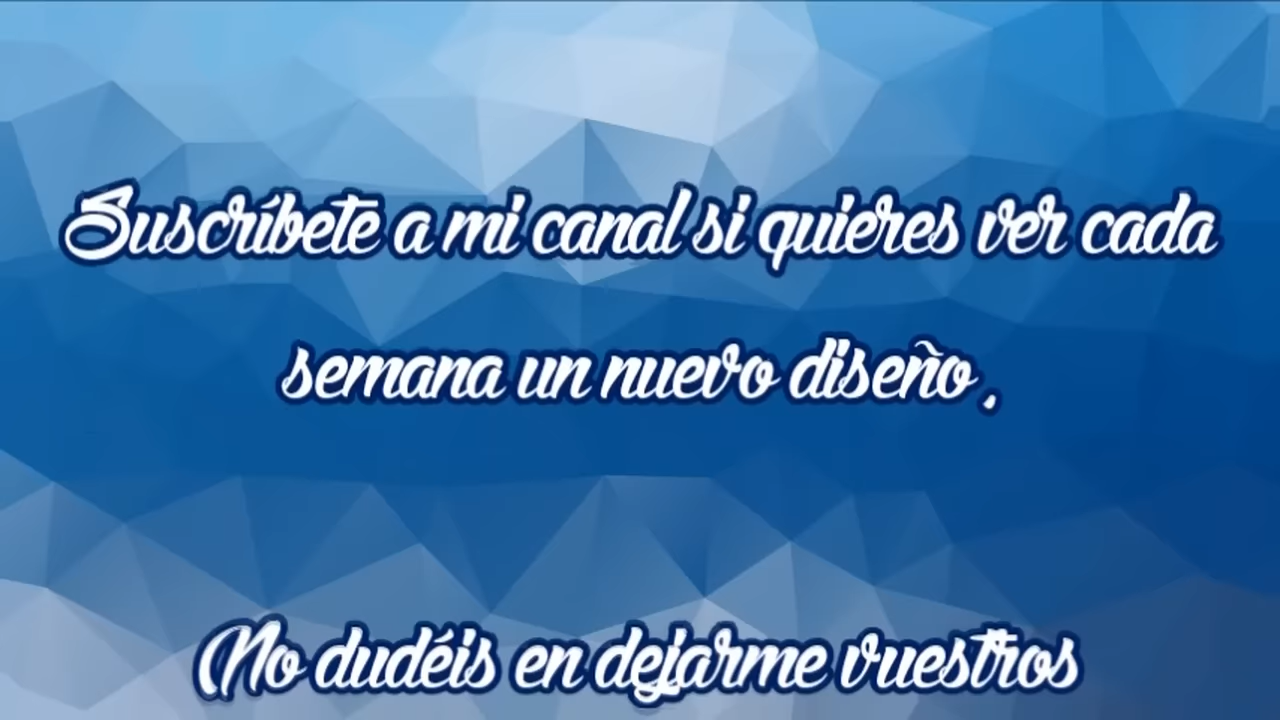 Suscríbete a mi canal si quieres ver cada
semana un nuevo diseño ,
No dudéis en dejarme vuestros